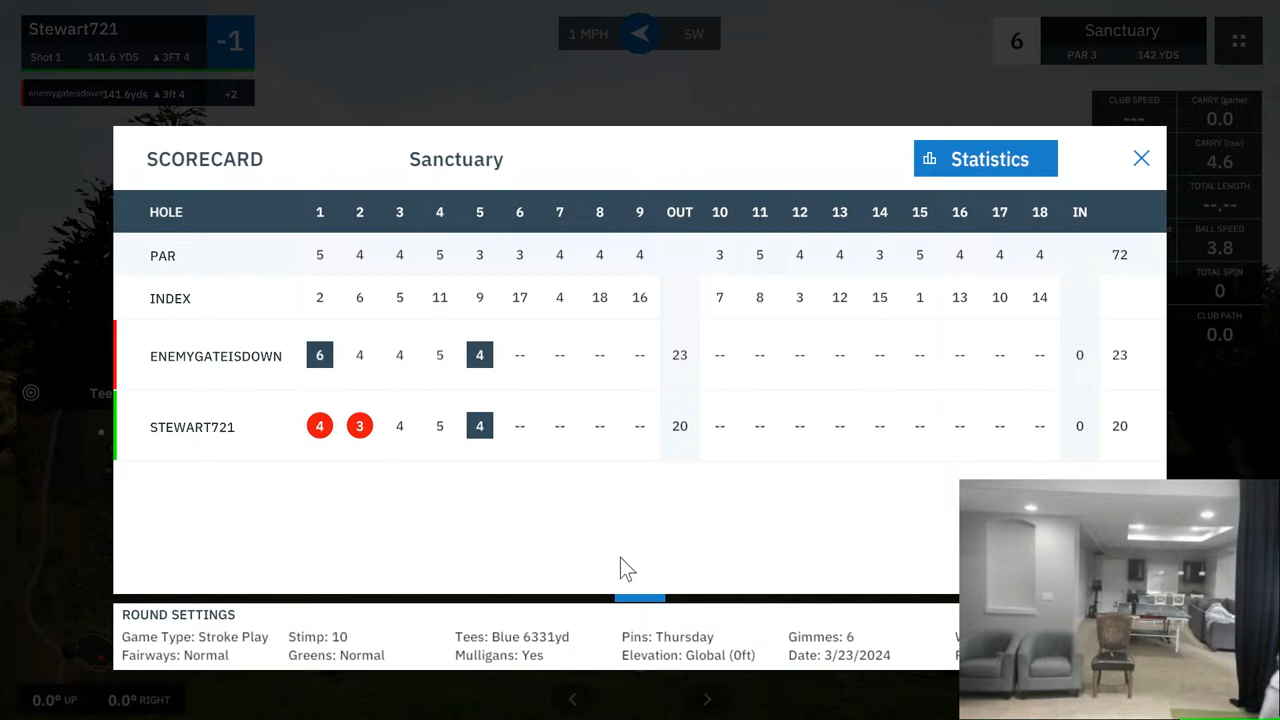 Stewart721
-1
Shot 1 141.6 YDS ▲3FT 4
enemygateisdown141.6yds ▲3ft 4 +2
1 MPH SW
6 Sanctuary
PAR 3 142 YDS
CLUB SPEED CARRY (game)
--- 0.0
CARRY (raw)
4.6
TOTAL LENGTH
--.--
BALL SPEED
3.8
TOTAL SPIN
0
CLUB PATH
0.0
SCORECARD Sanctuary Statistics
HOLE 1 2 3 4 5 6 7 8 9 OUT 10 11 12 13 14 15 16 17 18 IN
PAR 5 4 4 5 3 3 4 4 4 3 5 4 4 3 5 4 4 4 72
INDEX 2 6 5 11 9 17 4 18 16 7 8 3 12 15 1 13 10 14
ENEMYGATEISDOWN 6 4 4 5 4 -- -- -- -- 23 -- -- -- -- -- -- -- -- -- 0 23
STEWART721 4 3 4 5 4 -- -- -- -- 20 -- -- -- -- -- -- -- -- -- 0 20
Tee
ROUND SETTINGS
Game Type: Stroke Play Stimp: 10 Tees: Blue 6331yd Pins: Thursday Gimmes: 6
Fairways: Normal Greens: Normal Mulligans: Yes Elevation: Global (0ft) Date: 3/23/2024
0.0° UP 0.0° RIGHT